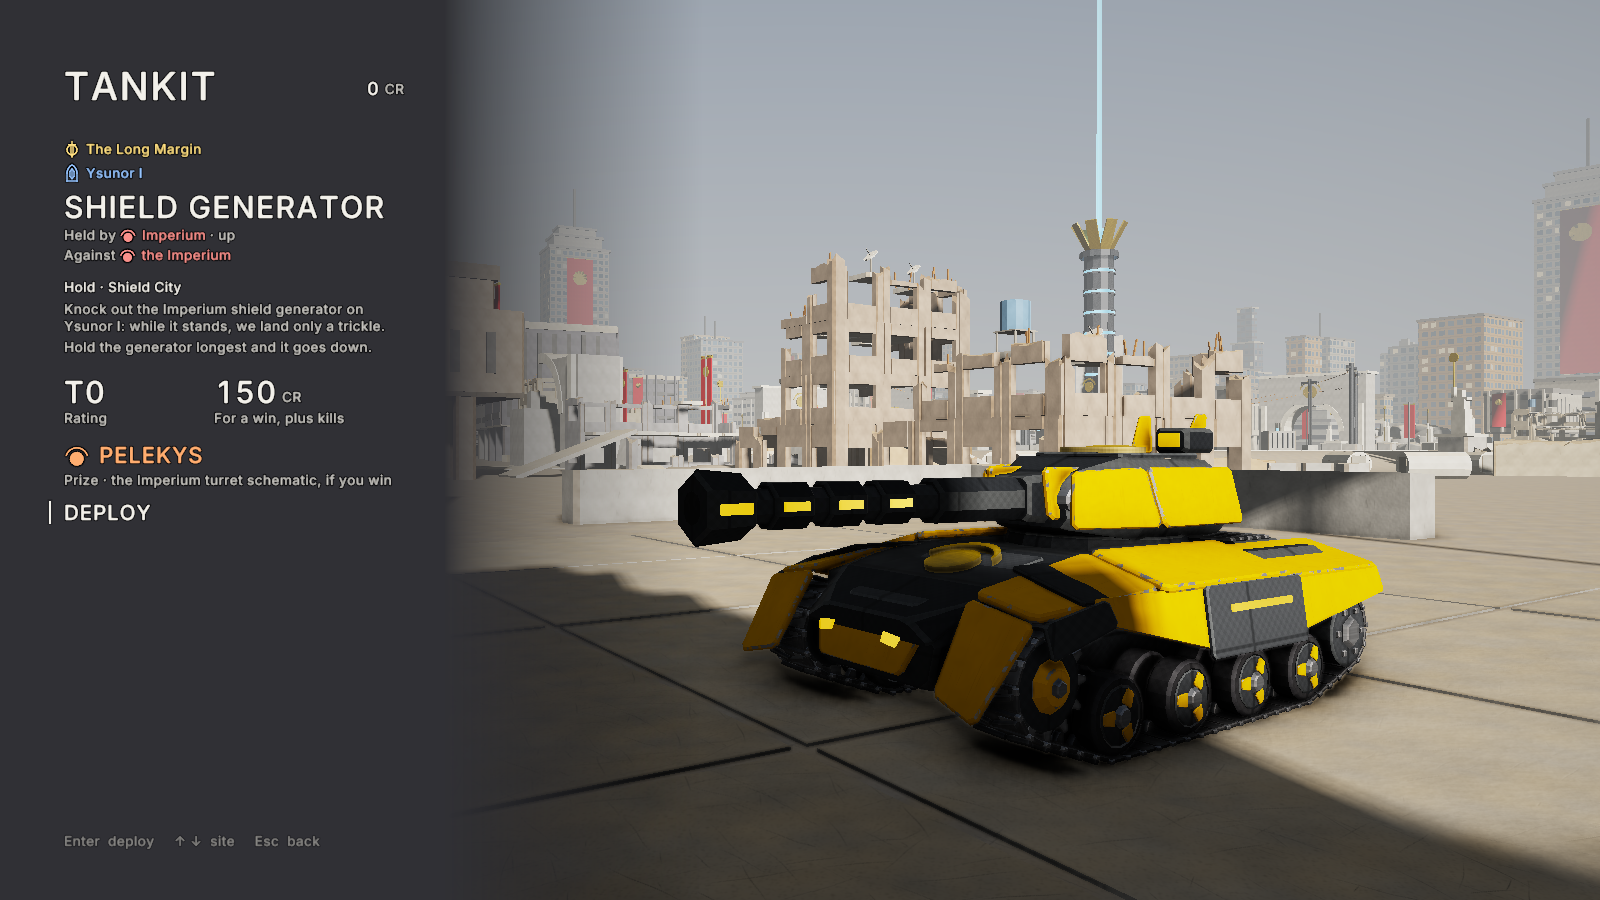 TANKIT
0 CR
The Long Margin
Ysunor I
SHIELD GENERATOR
Held by Imperium · up
Against the Imperium
Hold · Shield City
Knock out the Imperium shield generator on
Ysunor I: while it stands, we land only a trickle.
Hold the generator longest and it goes down.
T0 150 CR
Rating For a win, plus kills
PELEKYS
Prize · the Imperium turret schematic, if you win
DEPLOY
Enter deploy ↑ ↓ site Esc back